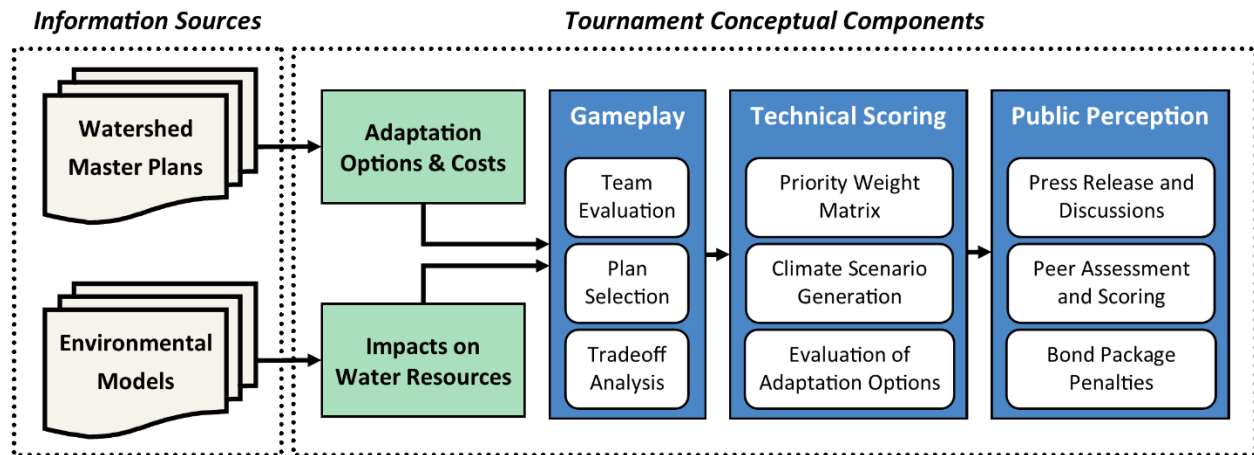 Information Sources
Tournament Conceptual Components
Watershed
Master Plans
Environmental
Models
Adaptation
Options & Costs
Impacts on
Water Resources
Gameplay
Team
Evaluation
Plan
Selection
Tradeoff
Analysis
Technical Scoring
Priority Weight
Matrix
Climate Scenario
Generation
Evaluation of
Adaptation Options
Public Perception
Press Release and
Discussions
Peer Assessment
and Scoring
Bond Package
Penalties